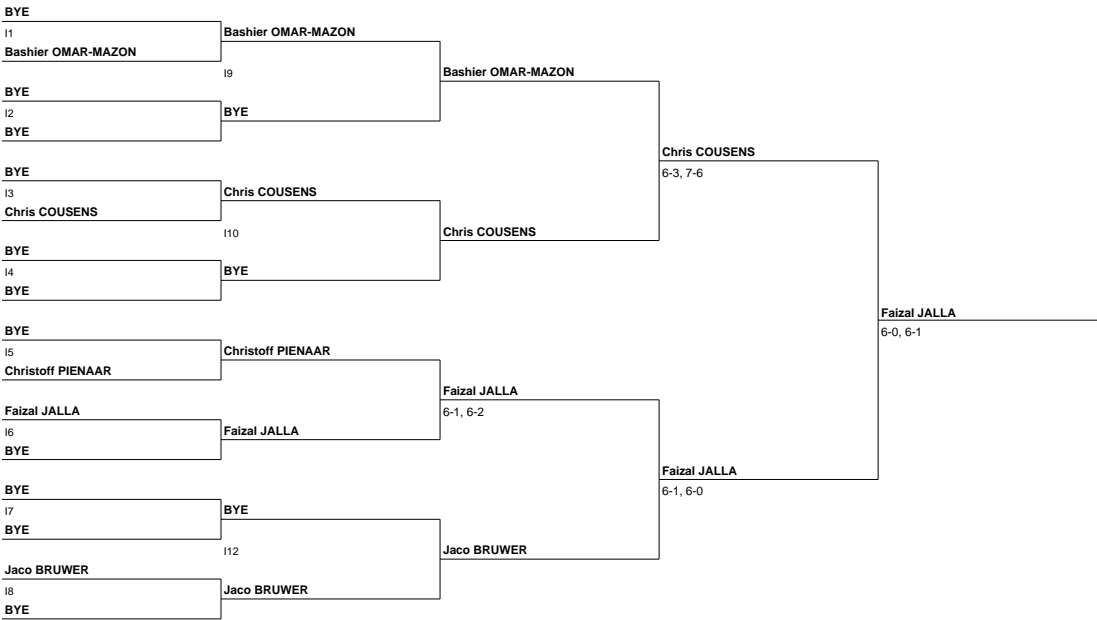 BYE
I1
Bashier OMAR-MAZON
BYE
I2
BYE
BYE
I3
Chris COUSENS
BYE
I4
BYE
BYE
I5
Christoff PIENAAR
Faizal JALLA
I6
BYE
BYE
I7
BYE
Jaco BRUWER
I8
BYE
Bashier OMAR-MAZON
I9
BYE
Chris COUSENS
I10
BYE
Christoff PIENAAR
Faizal JALLA
BYE
I12
Jaco BRUWER
Bashier OMAR-MAZON
Chris COUSENS
Faizal JALLA
6-1, 6-2
Jaco BRUWER
Chris COUSENS
6-3, 7-6
Faizal JALLA
6-1, 6-0
Faizal JALLA
6-0, 6-1